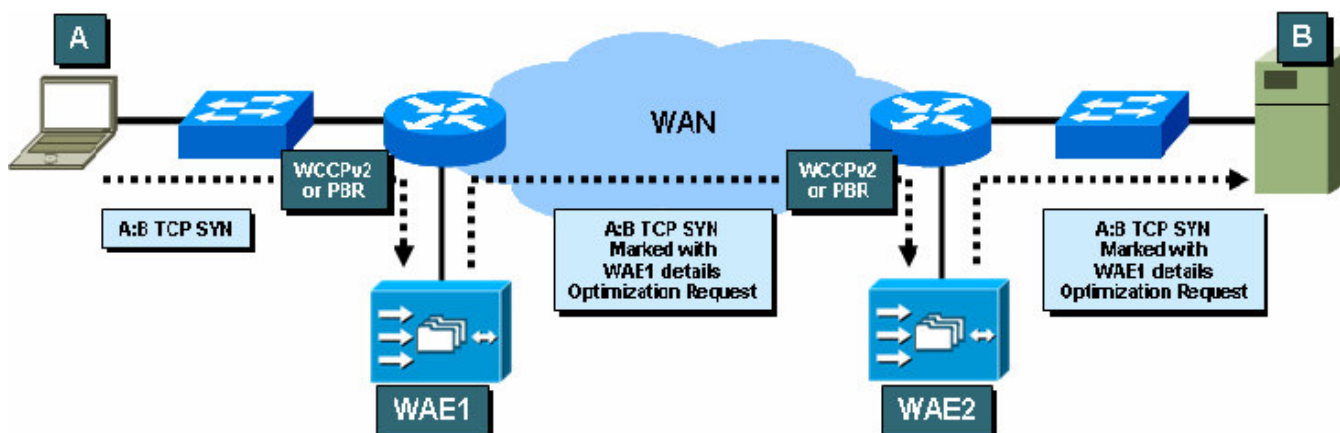 A
B
WAN
WCCPv2
or PBR
WCCPv2
or PBR
A:B TCP SYN
A:B TCP SYN
Marked with
WAE1 details
Optimization Request
A:B TCP SYN
Marked with
WAE1 details
Optimization Request
WAE1
WAE2